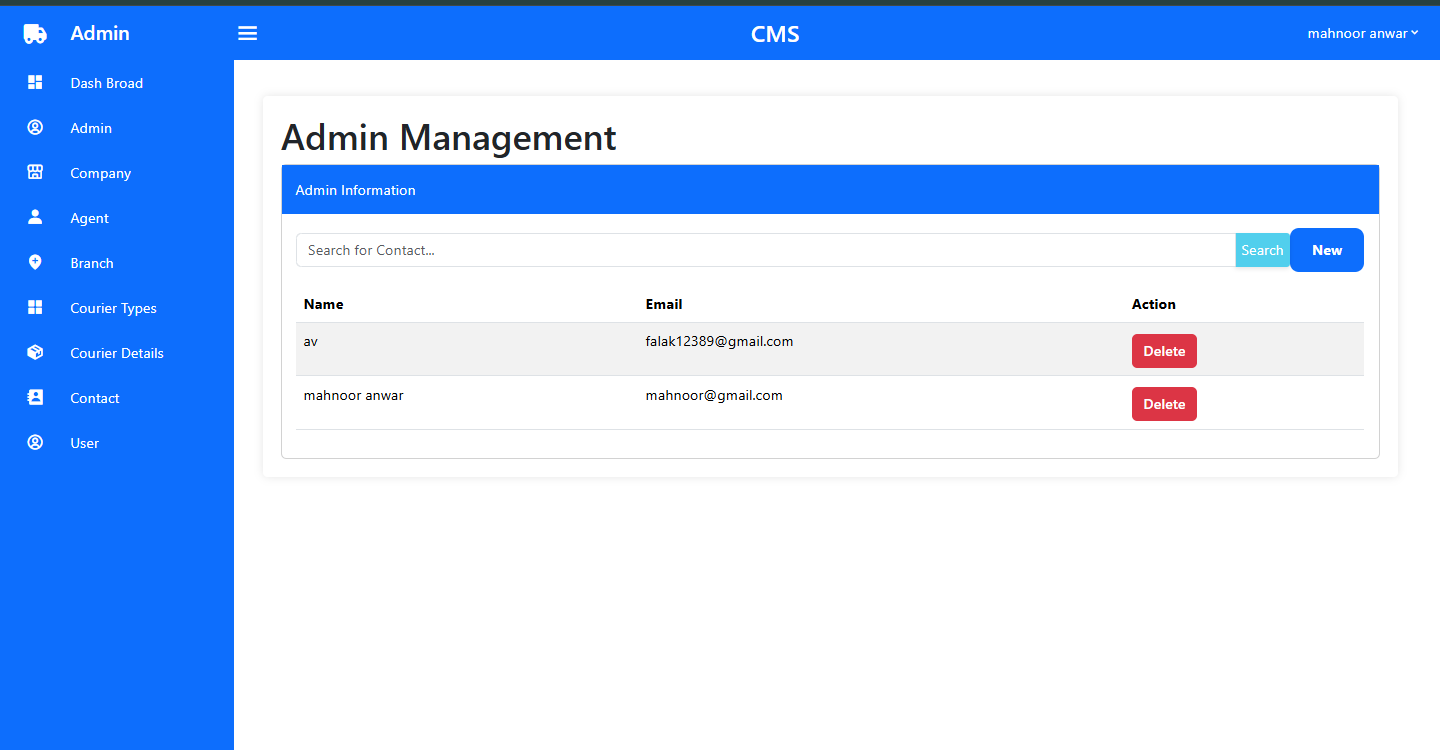 Admin
CMS
mahnoor anwar
Dash Broad
Admin
Company
Agent
Branch
Courier Types
Courier Details
Contact
User
Admin Management
Admin Information
Search for Contact...
Search
New
Name Email Action
av falak12389@gmail.com Delete
mahnoor anwar mahnoor@gmail.com Delete